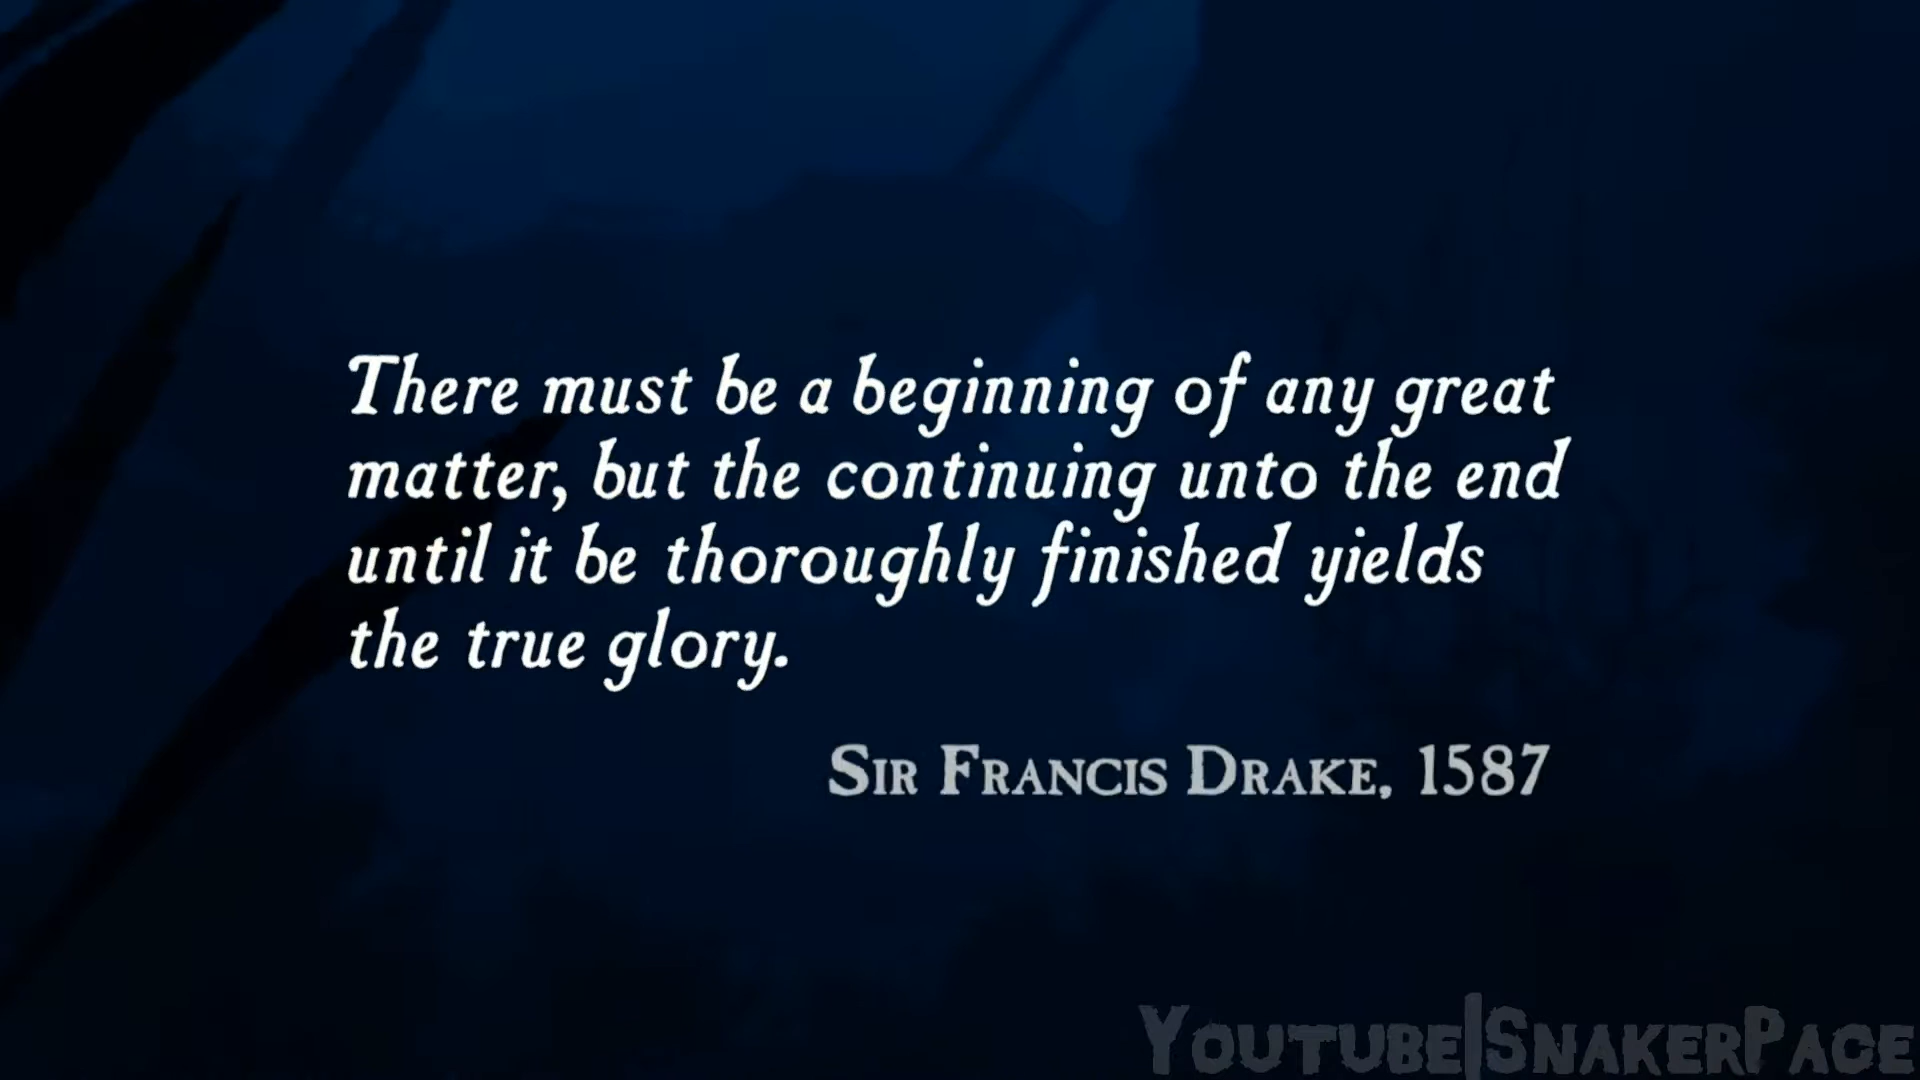 There must be a beginning of any great
matter, but the continuing unto the end
until it be thoroughly finished yields
the true glory.
Sir Francis Drake, 1587
Youtube|SnakerPace